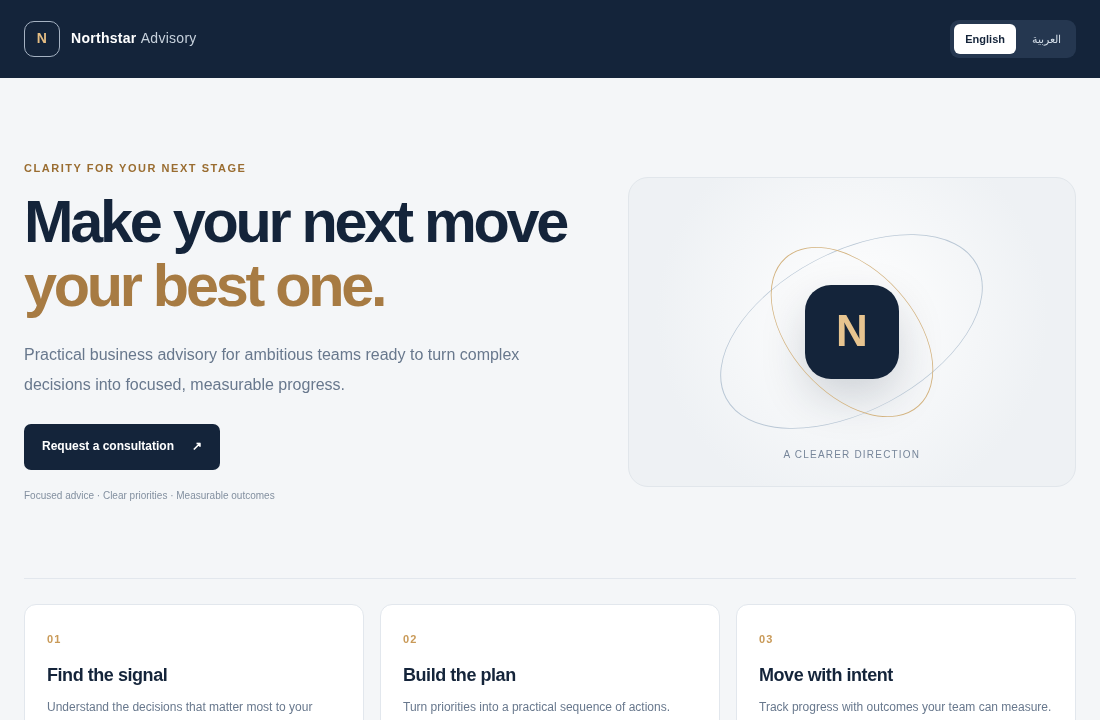 N
Northstar Advisory
English
العربية
CLARITY FOR YOUR NEXT STAGE
Make your next move
your best one.
Practical business advisory for ambitious teams ready to turn complex
decisions into focused, measurable progress.
Request a consultation ↗
Focused advice · Clear priorities · Measurable outcomes
N
A CLEARER DIRECTION
01
Find the signal
Understand the decisions that matter most to your
02
Build the plan
Turn priorities into a practical sequence of actions.
03
Move with intent
Track progress with outcomes your team can measure.